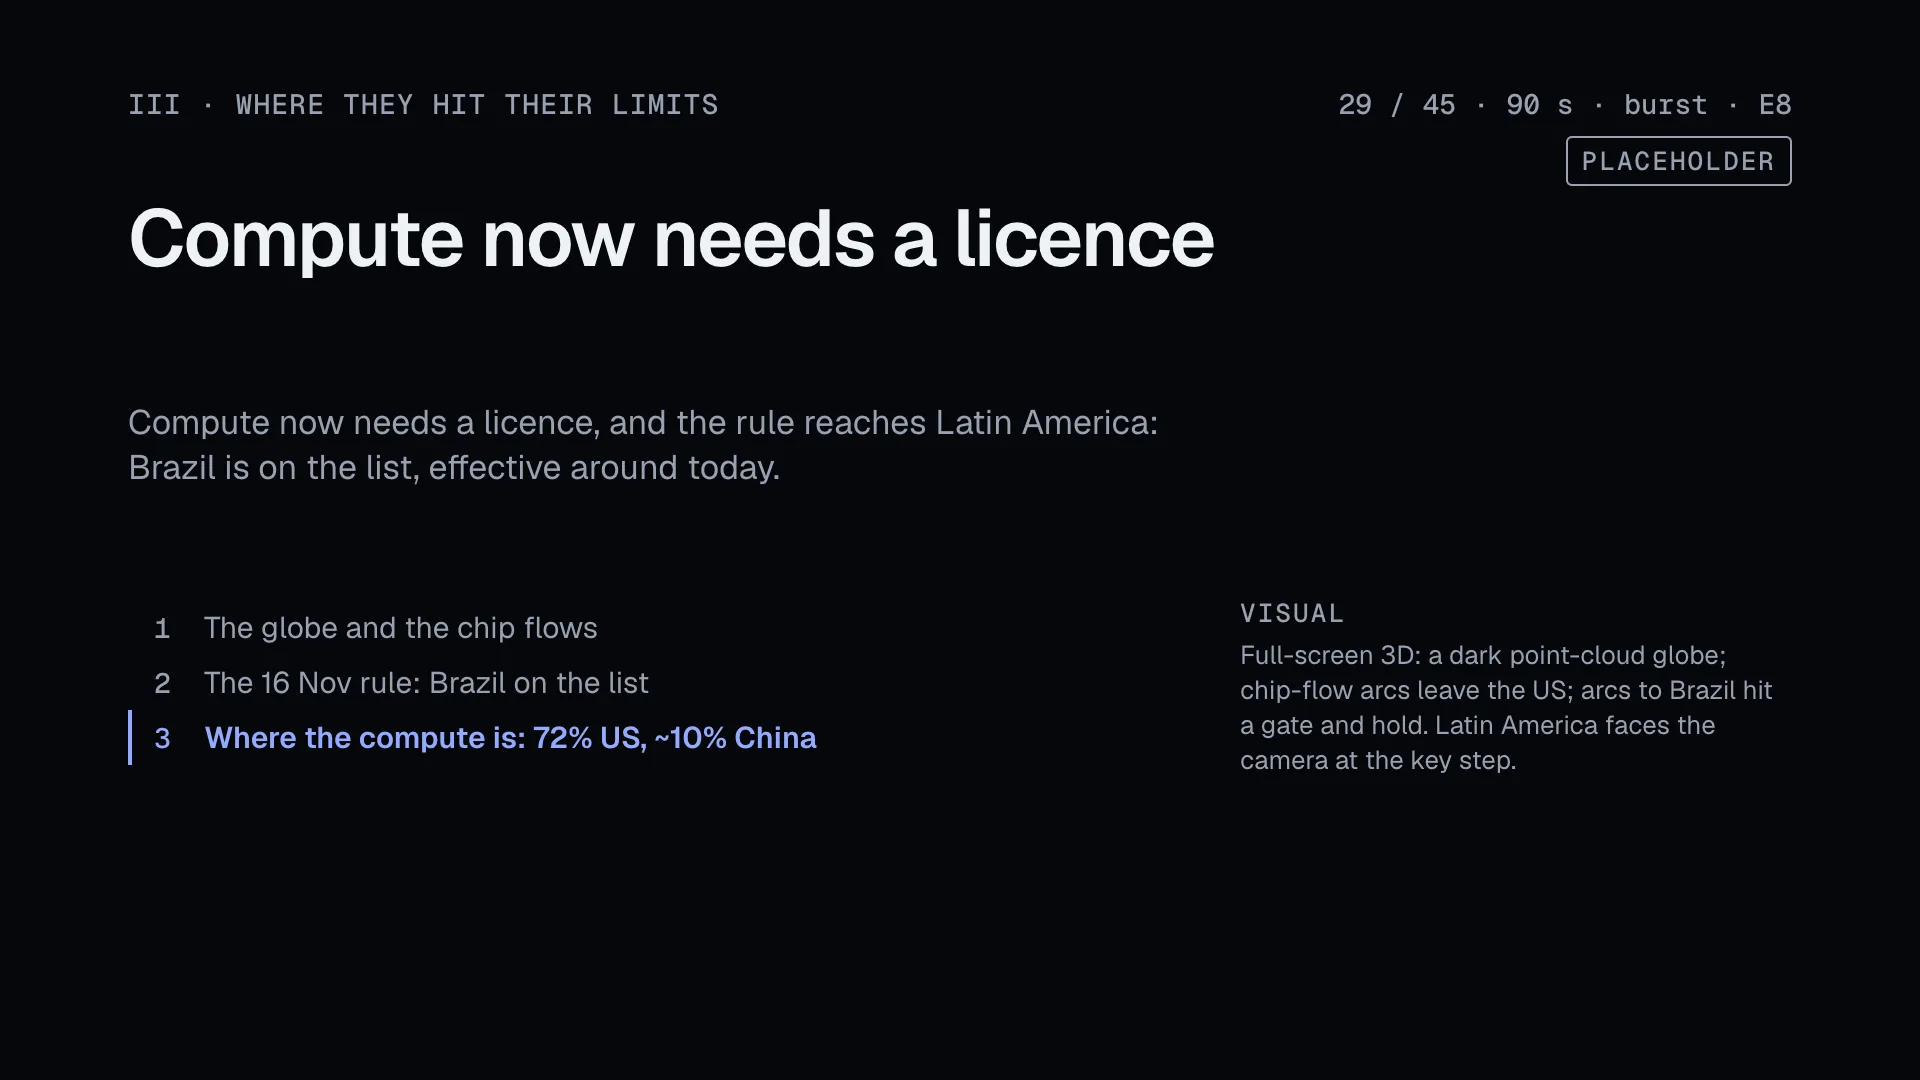 III · WHERE THEY HIT THEIR LIMITS
29 / 45 · 90 s · burst · E8
PLACEHOLDER
Compute now needs a licence
Compute now needs a licence, and the rule reaches Latin America:
Brazil is on the list, effective around today.
1 The globe and the chip flows
2 The 16 Nov rule: Brazil on the list
3 Where the compute is: 72% US, ~10% China
VISUAL
Full-screen 3D: a dark point-cloud globe;
chip-flow arcs leave the US; arcs to Brazil hit
a gate and hold. Latin America faces the
camera at the key step.